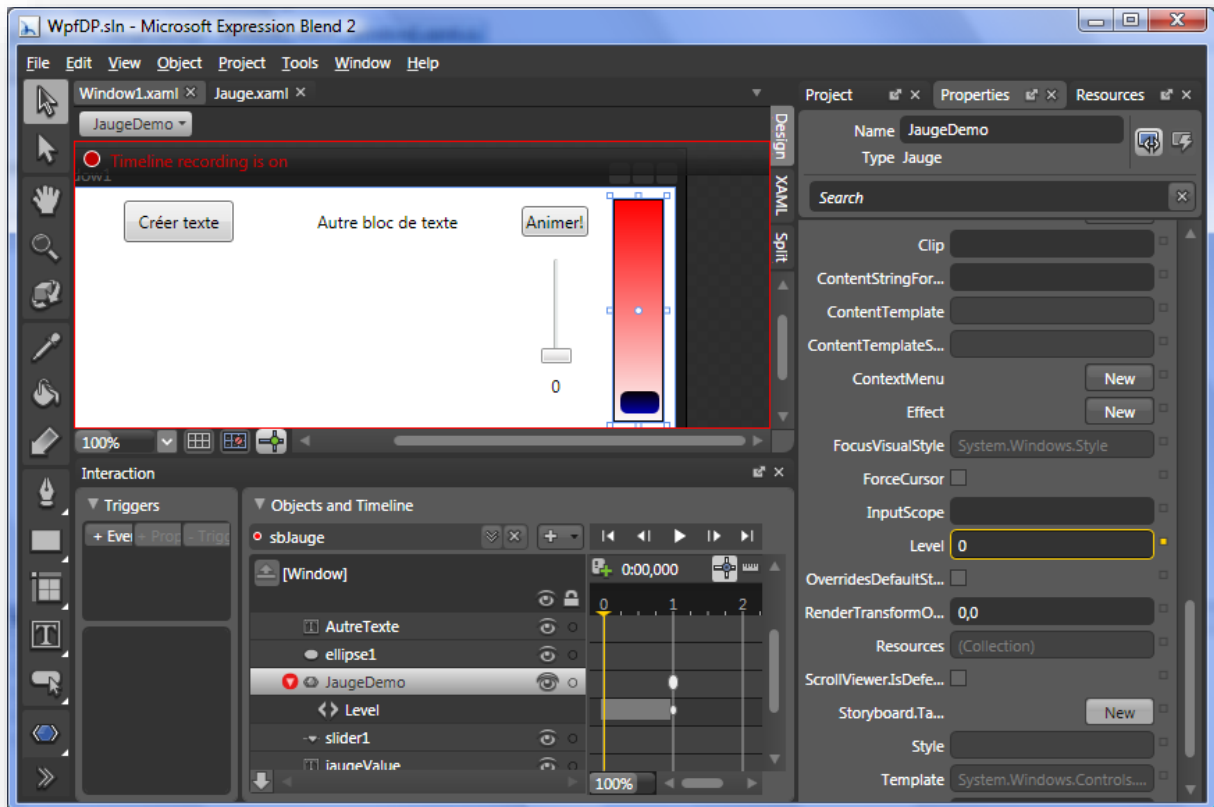 WpfDP.sln - Microsoft Expression Blend 2
File Edit View Object Project Tools Window Help
Window1.xaml Jauge.xaml
JaugeDemo
Timeline recording is on
Créer texte
Autre bloc de texte
Animer!
0
Design
XAML
Split
100%
Interaction
Triggers
+ Eve + Prop - Trigg
Objects and Timeline
sbJauge
[Window]
0:00,000
0 1 2
AutreTexte
ellipse1
JaugeDemo
Level
slider1
jaugeValue
100%
Project Properties Resources
Name JaugeDemo
Type Jauge
Search
Clip
ContentStringFor...
ContentTemplate
ContentTemplateS...
ContextMenu New
Effect New
FocusVisualStyle System.Windows.Style
ForceCursor
InputScope
Level 0
OverridesDefaultSt...
RenderTransformO... 0,0
Resources (Collection)
ScrollViewer.IsDefe...
Storyboard.Ta... New
Style
Template System.Windows.Controls....